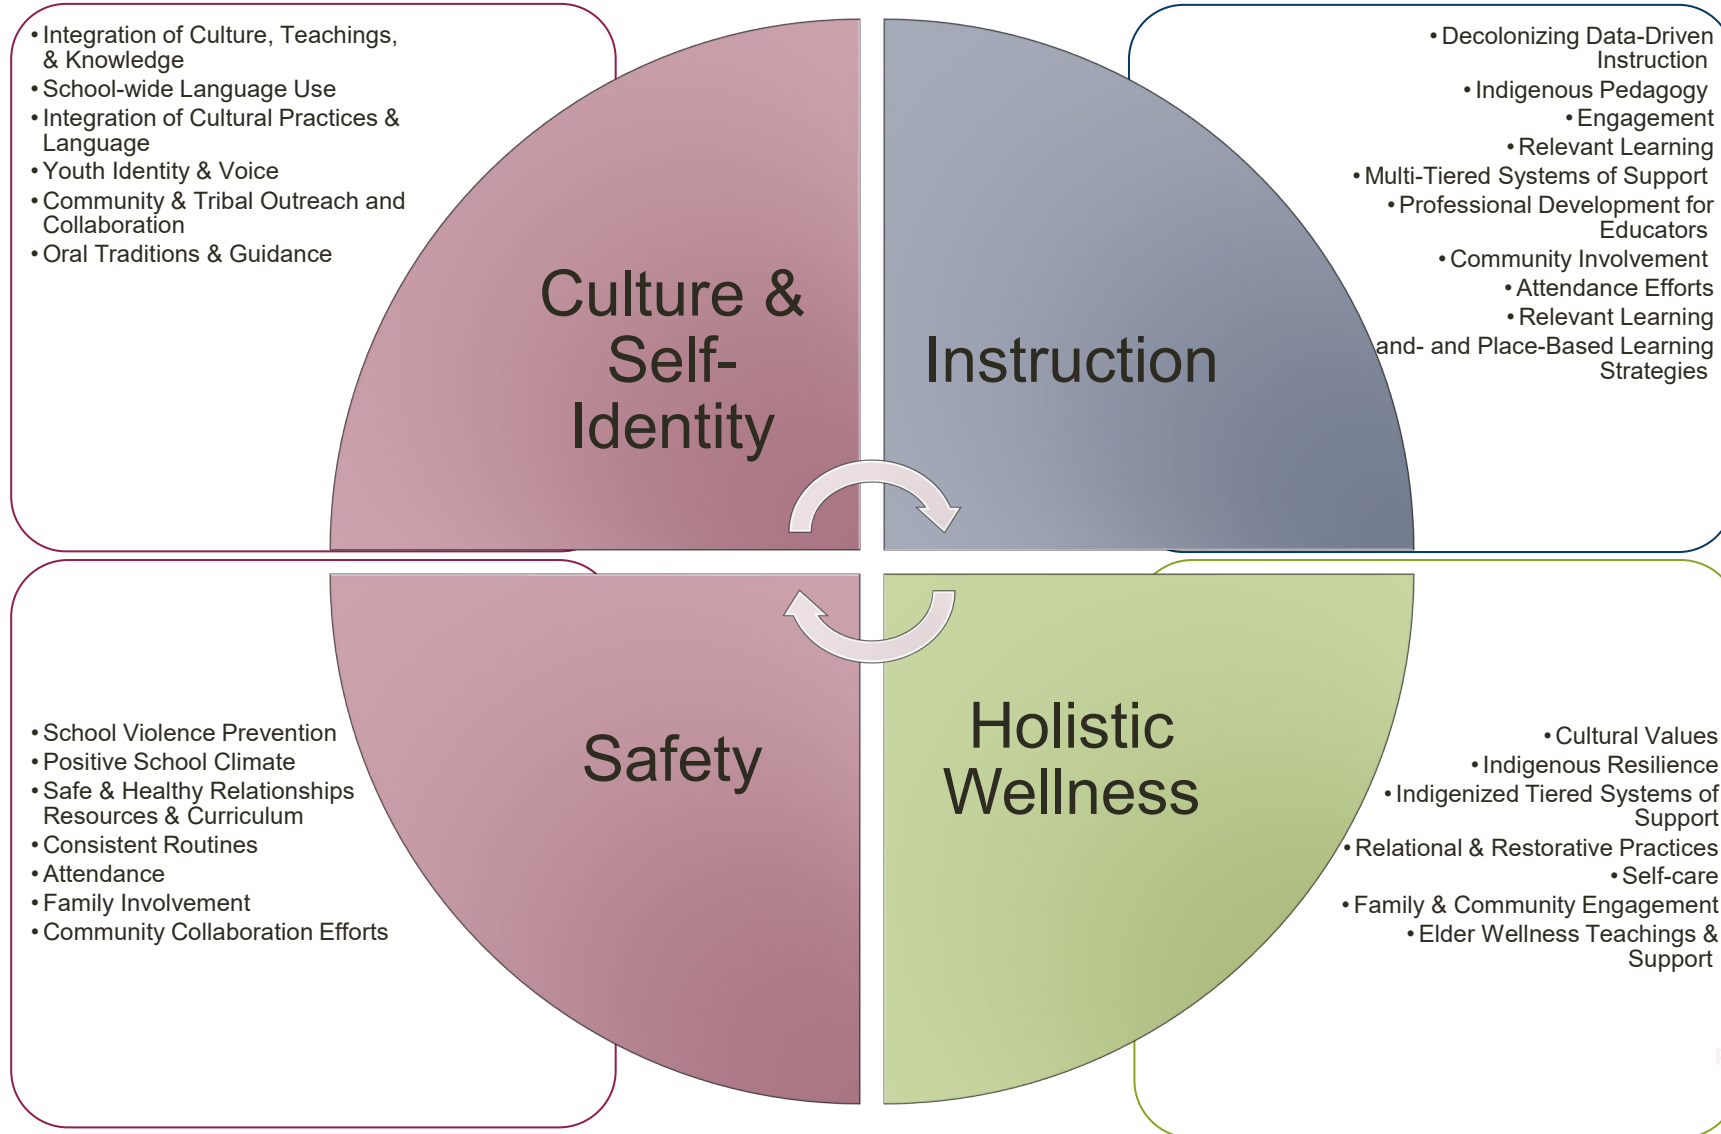 • Integration of Culture, Teachings,
& Knowledge
• School-wide Language Use
• Integration of Cultural Practices &
Language
• Youth Identity & Voice
• Community & Tribal Outreach and
Collaboration
• Oral Traditions & Guidance
Culture &
Self-
Identity
• Decolonizing Data-Driven
Instruction
• Indigenous Pedagogy
• Engagement
• Relevant Learning
• Multi-Tiered Systems of Support
• Professional Development for
Educators
• Community Involvement
• Attendance Efforts
• Relevant Learning
and- and Place-Based Learning
Strategies
Instruction
• School Violence Prevention
• Positive School Climate
• Safe & Healthy Relationships
Resources & Curriculum
• Consistent Routines
• Attendance
• Family Involvement
• Community Collaboration Efforts
Safety
Holistic
Wellness
• Cultural Values
• Indigenous Resilience
• Indigenized Tiered Systems of
Support
• Relational & Restorative Practices
• Self-care
• Family & Community Engagement
• Elder Wellness Teachings &
Support